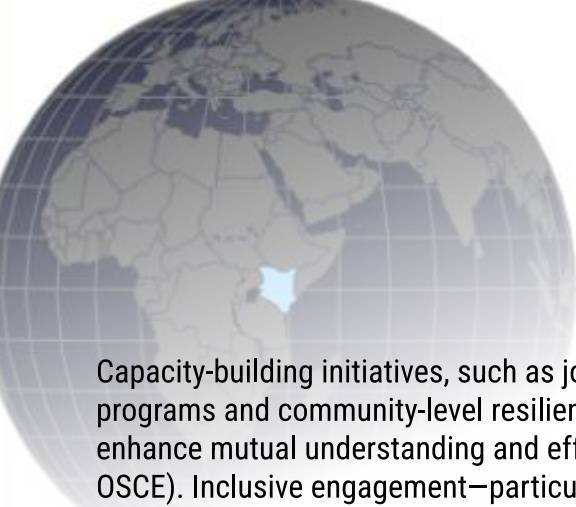 Capacity-building initiatives, such as
programs and community-level
enhance mutual understanding and
OSCE). Inclusive engagement—